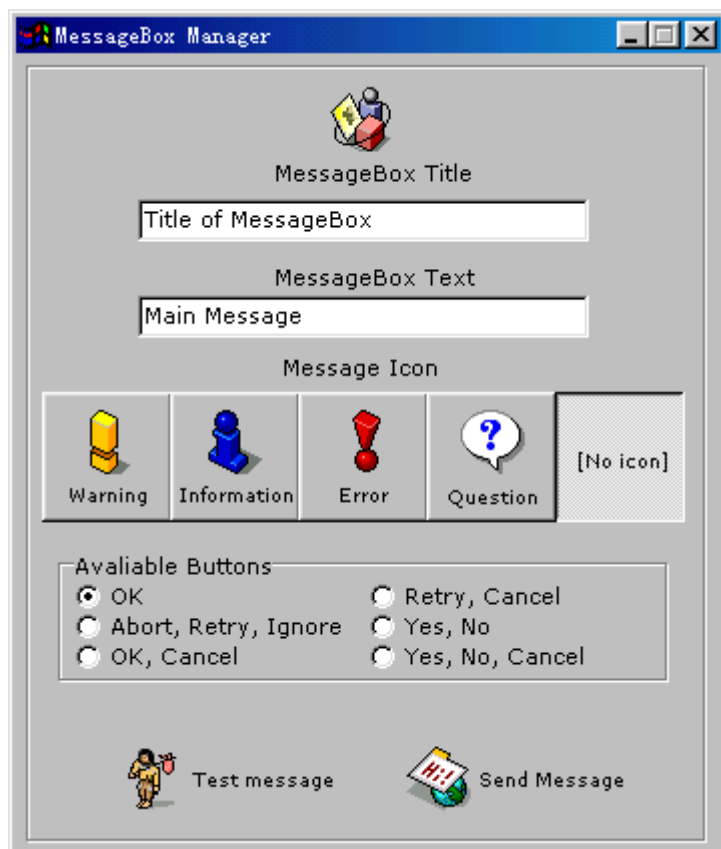 MessageBox Manager
MessageBox Title
Title of MessageBox
MessageBox Text
Main Message
Message Icon
Warning
Information
Error
?
Question
[No icon]
Avaliable Buttons
OK
Retry, Cancel
Abort, Retry, Ignore
Yes, No
OK, Cancel
Yes, No, Cancel
Test message
Hi!
Send Message